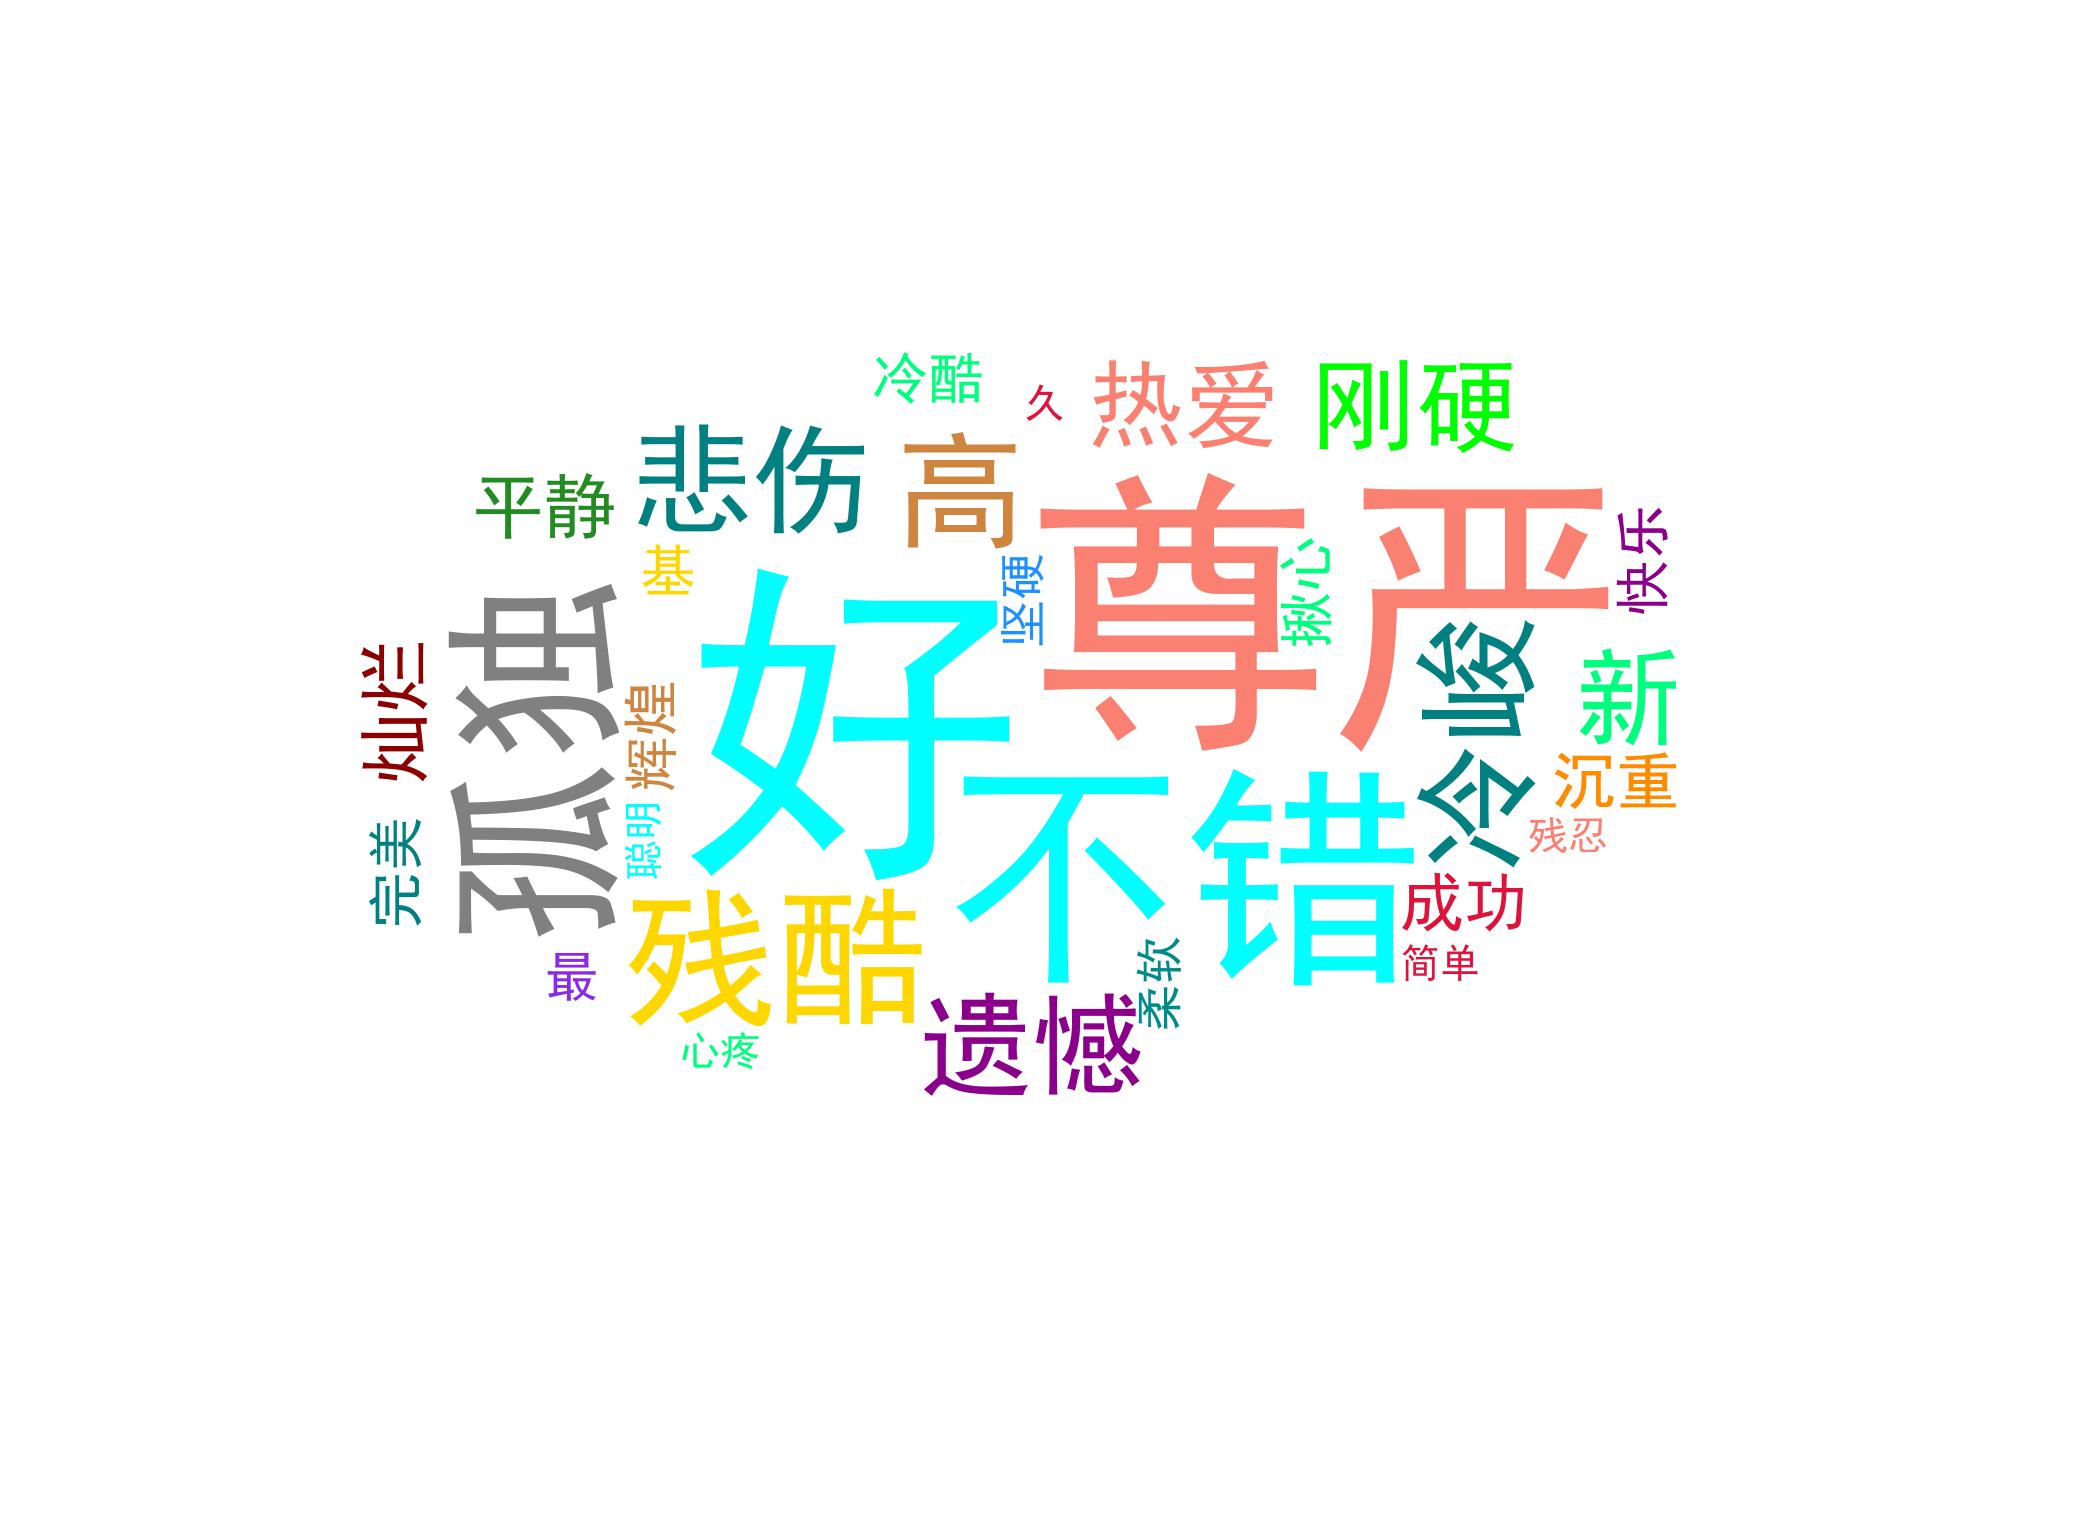 冷酷
久
热爱
刚硬
悲伤
高
平静
尊严
快乐
基
坚硬
揪心
好
孤独
灿烂
冷峻
新
辉煌
不错
沉重
聪明
完美
残忍
残酷
成功
最
简单
柔软
遗憾
心疼